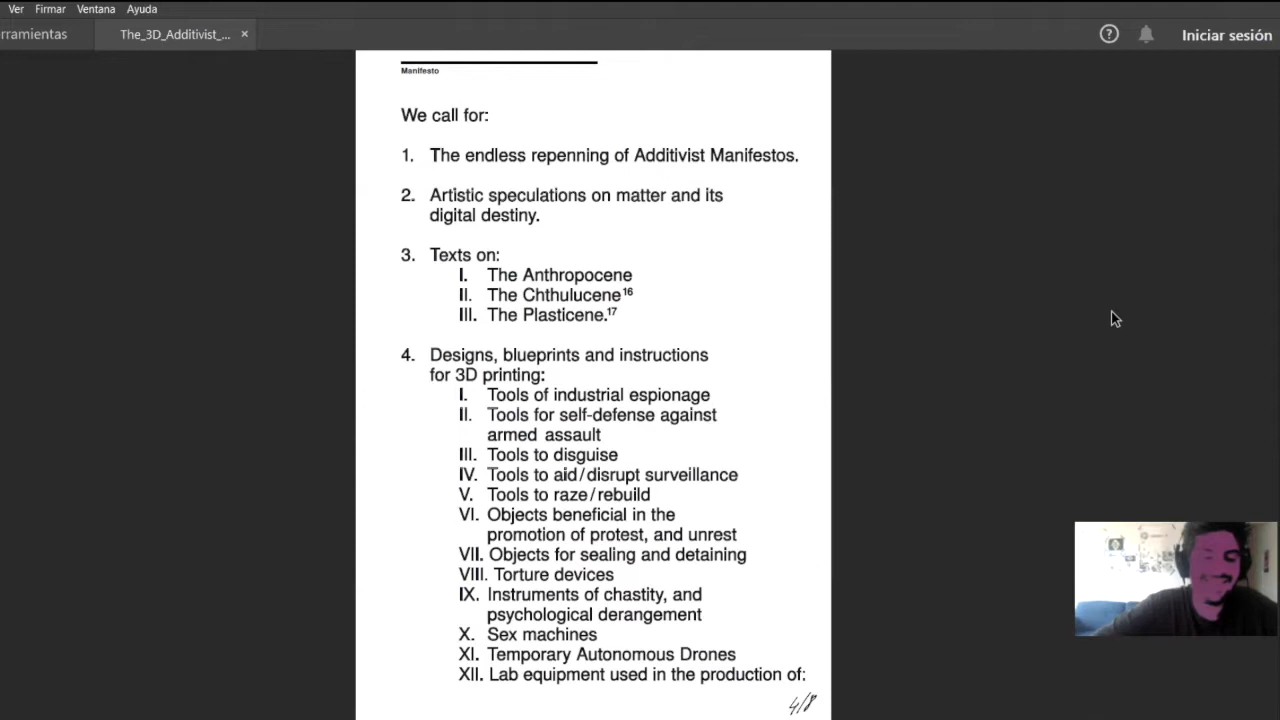 Ver Firmar Ventana Ayuda
rramientas The_3D_Additivist_... × Iniciar sesión
Manifesto
We call for:
1. The endless repenning of Additivist Manifestos.
2. Artistic speculations on matter and its
digital destiny.
3. Texts on:
I. The Anthropocene
II. The Chthulucene16
III. The Plasticene.17
4. Designs, blueprints and instructions
for 3D printing:
I. Tools of industrial espionage
II. Tools for self-defense against
armed assault
III. Tools to disguise
IV. Tools to aid/disrupt surveillance
V. Tools to raze/rebuild
VI. Objects beneficial in the
promotion of protest, and unrest
VII. Objects for sealing and detaining
VIII. Torture devices
IX. Instruments of chastity, and
psychological derangement
X. Sex machines
XI. Temporary Autonomous Drones
XII. Lab equipment used in the production of:
4/8